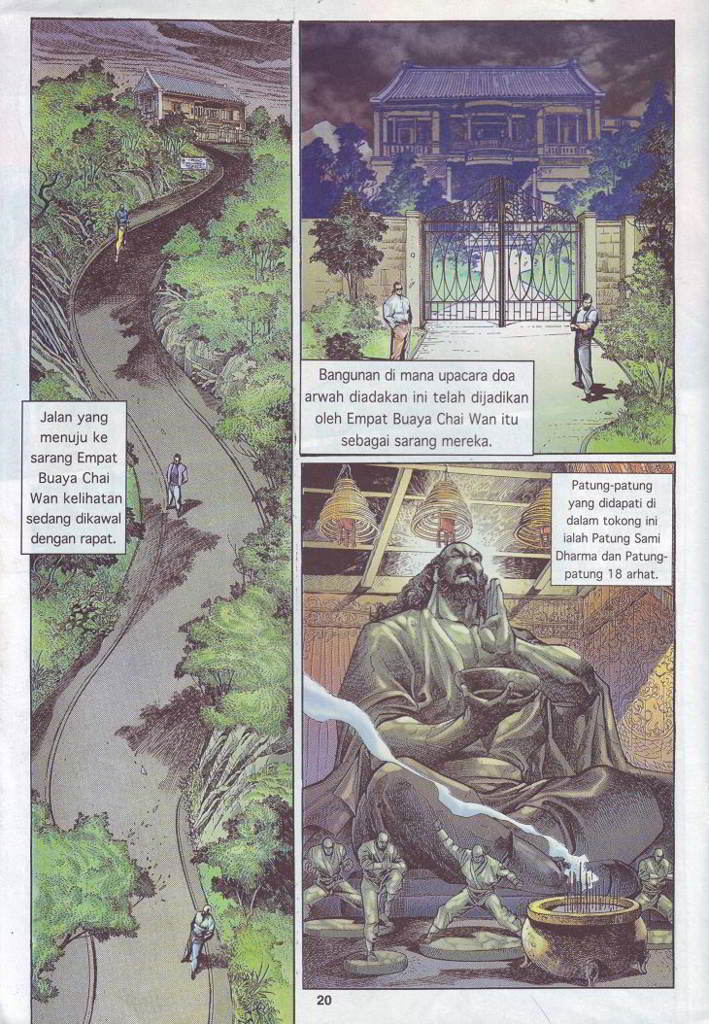 Jalan yang
menuju ke
sarang Empat
Buaya Chai
Wan kelihatan
sedang dikawal
dengan rapat.
Bangunan di mana upacara doa
arwah diadakan ini telah dijadikan
oleh Empat Buaya Chai Wan itu
sebagai sarang mereka.
Patung-patung
yang didapati di
dalam tokong ini
ialah Patung Sami
Dharma dan Patung-
patung 18 arhat.
20